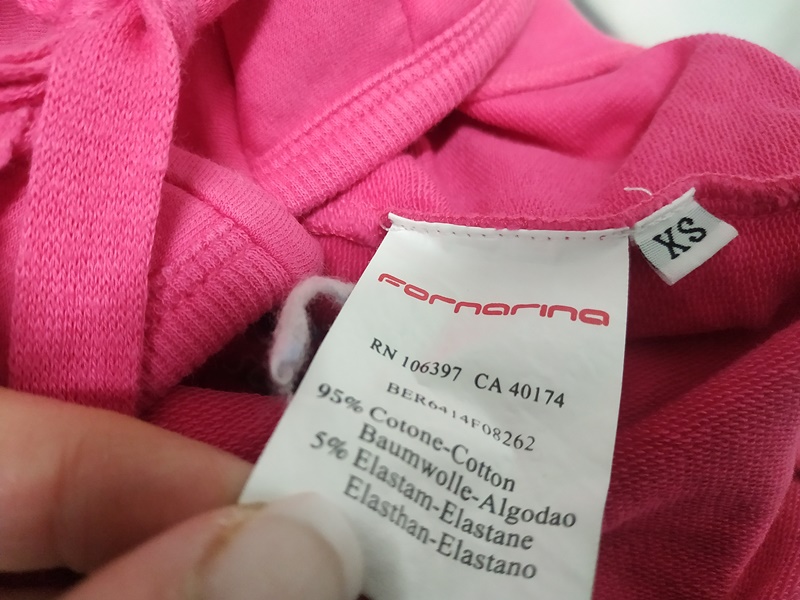 XS
Fornarina
RN 106397 CA 40174
BER6414F08262
95% Cotone-Cotton
Baumwolle-Algodao
5% Elastam-Elastane
Elasthan-Elastano